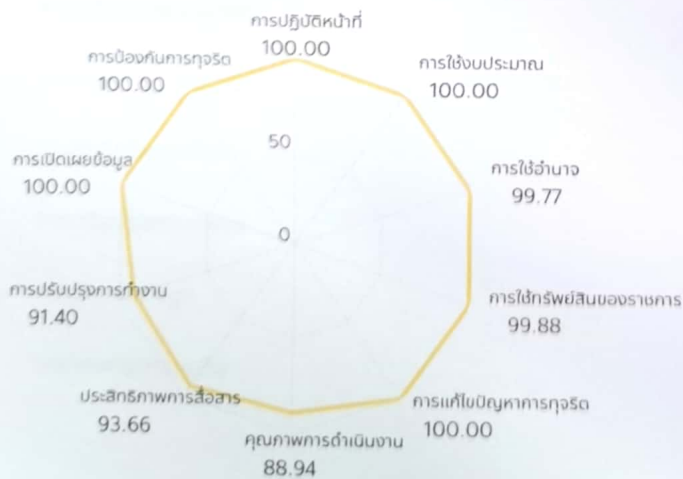 การปฏิบัติหน้าที่
100.00
การป้องกันการทุจริต
100.00
การใช้งบประมาณ
100.00
50
การเปิดเผยข้อมูล
100.00
การใช้อำนาจ
99.77
0
การปรับปรุงการทำงาน
91.40
การใช้ทรัพย์สินของราชการ
99.88
ประสิทธิภาพการสื่อสาร
93.66
การแก้ไขปัญหาการทุจริต
100.00
คุณภาพการดำเนินงาน
88.94